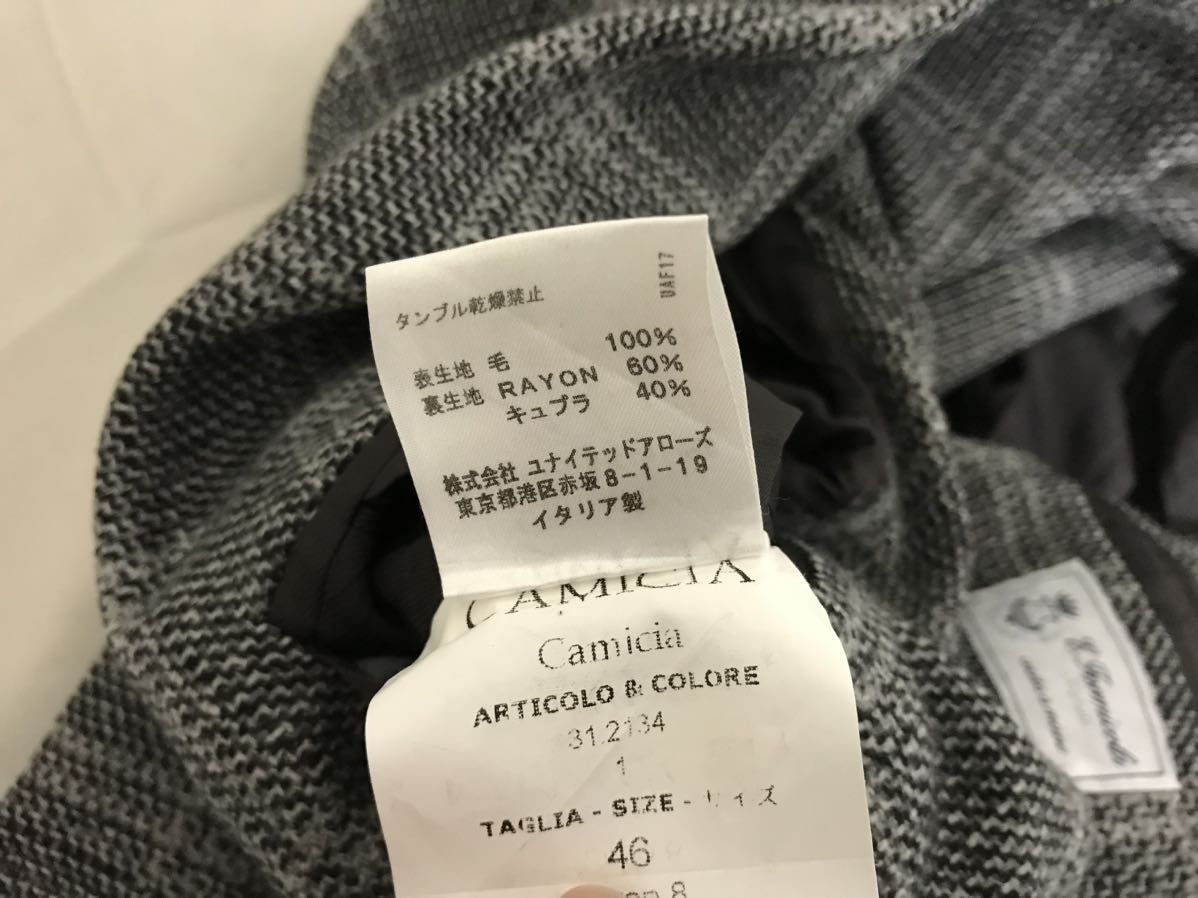 タンブル乾燥禁止
UAF17
表生地 毛 100%
裏生地 RAYON 60%
キュプラ 40%
株式会社 ユナイテッドアローズ
東京都港区赤坂8-1-19
イタリア製
CAMICIA
Camicia
ARTICOLO & COLORE
31.2134
1
TAGLIA - SIZE - サイズ
46
8